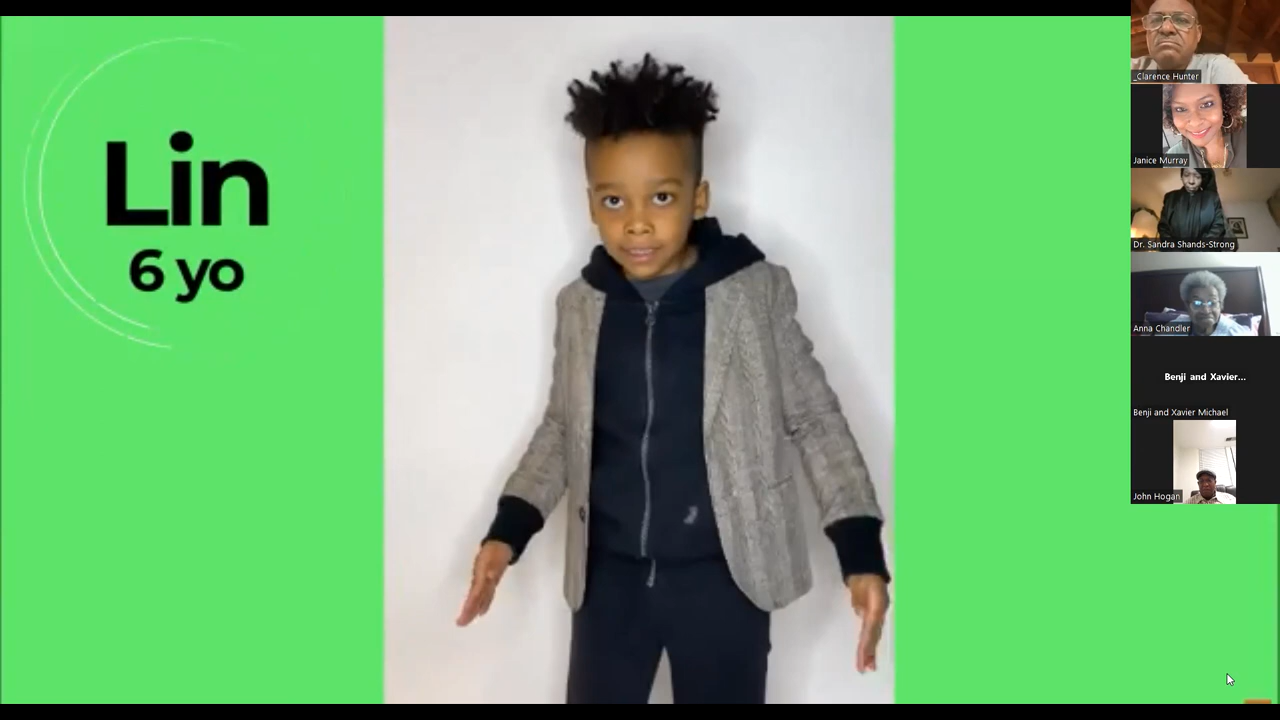 Lin
6 yo
_Clarence Hunter
Janice Murray
Dr. Sandra Shands-Strong
Anna Chandler
Benji and Xavier...
Benji and Xavier Michael
John Hogan